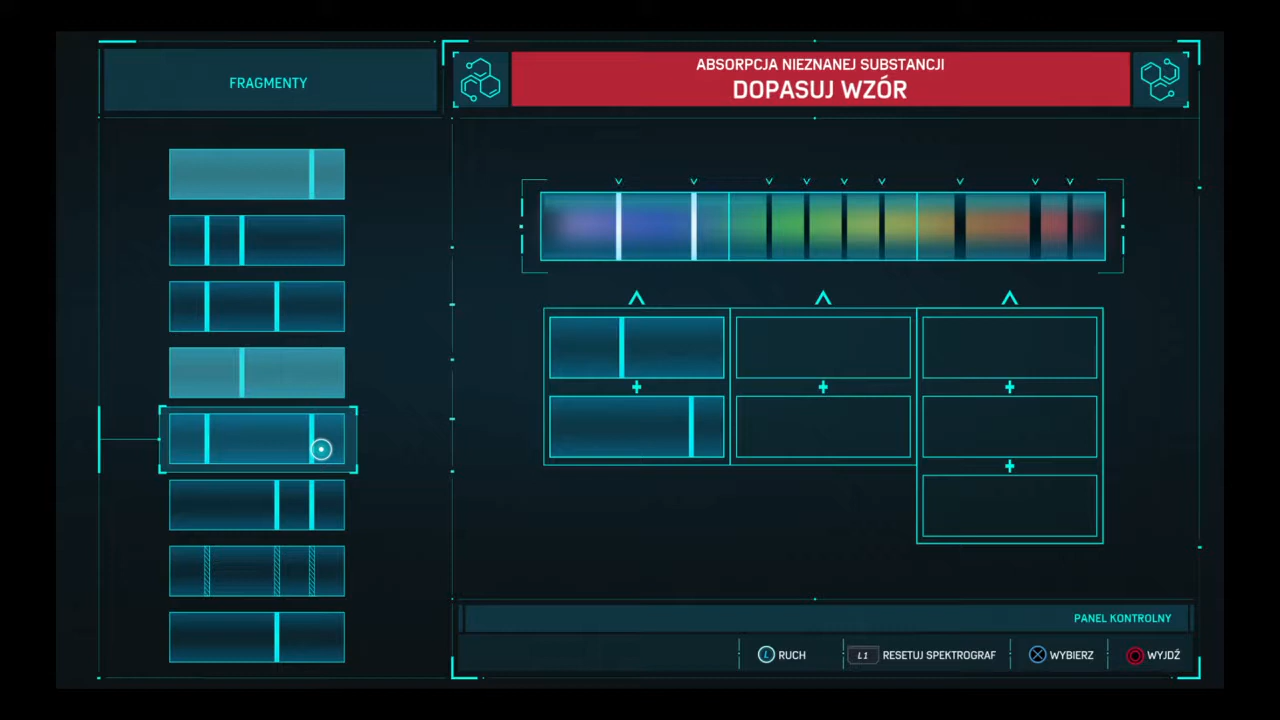 FRAGMENTY
ABSORPCJA NIEZNANEJ SUBSTANCJI
DOPASUJ WZÓR
PANEL KONTROLNY
L RUCH
L1 RESETUJ SPEKTROGRAF
WYBIERZ
WYJDŹ